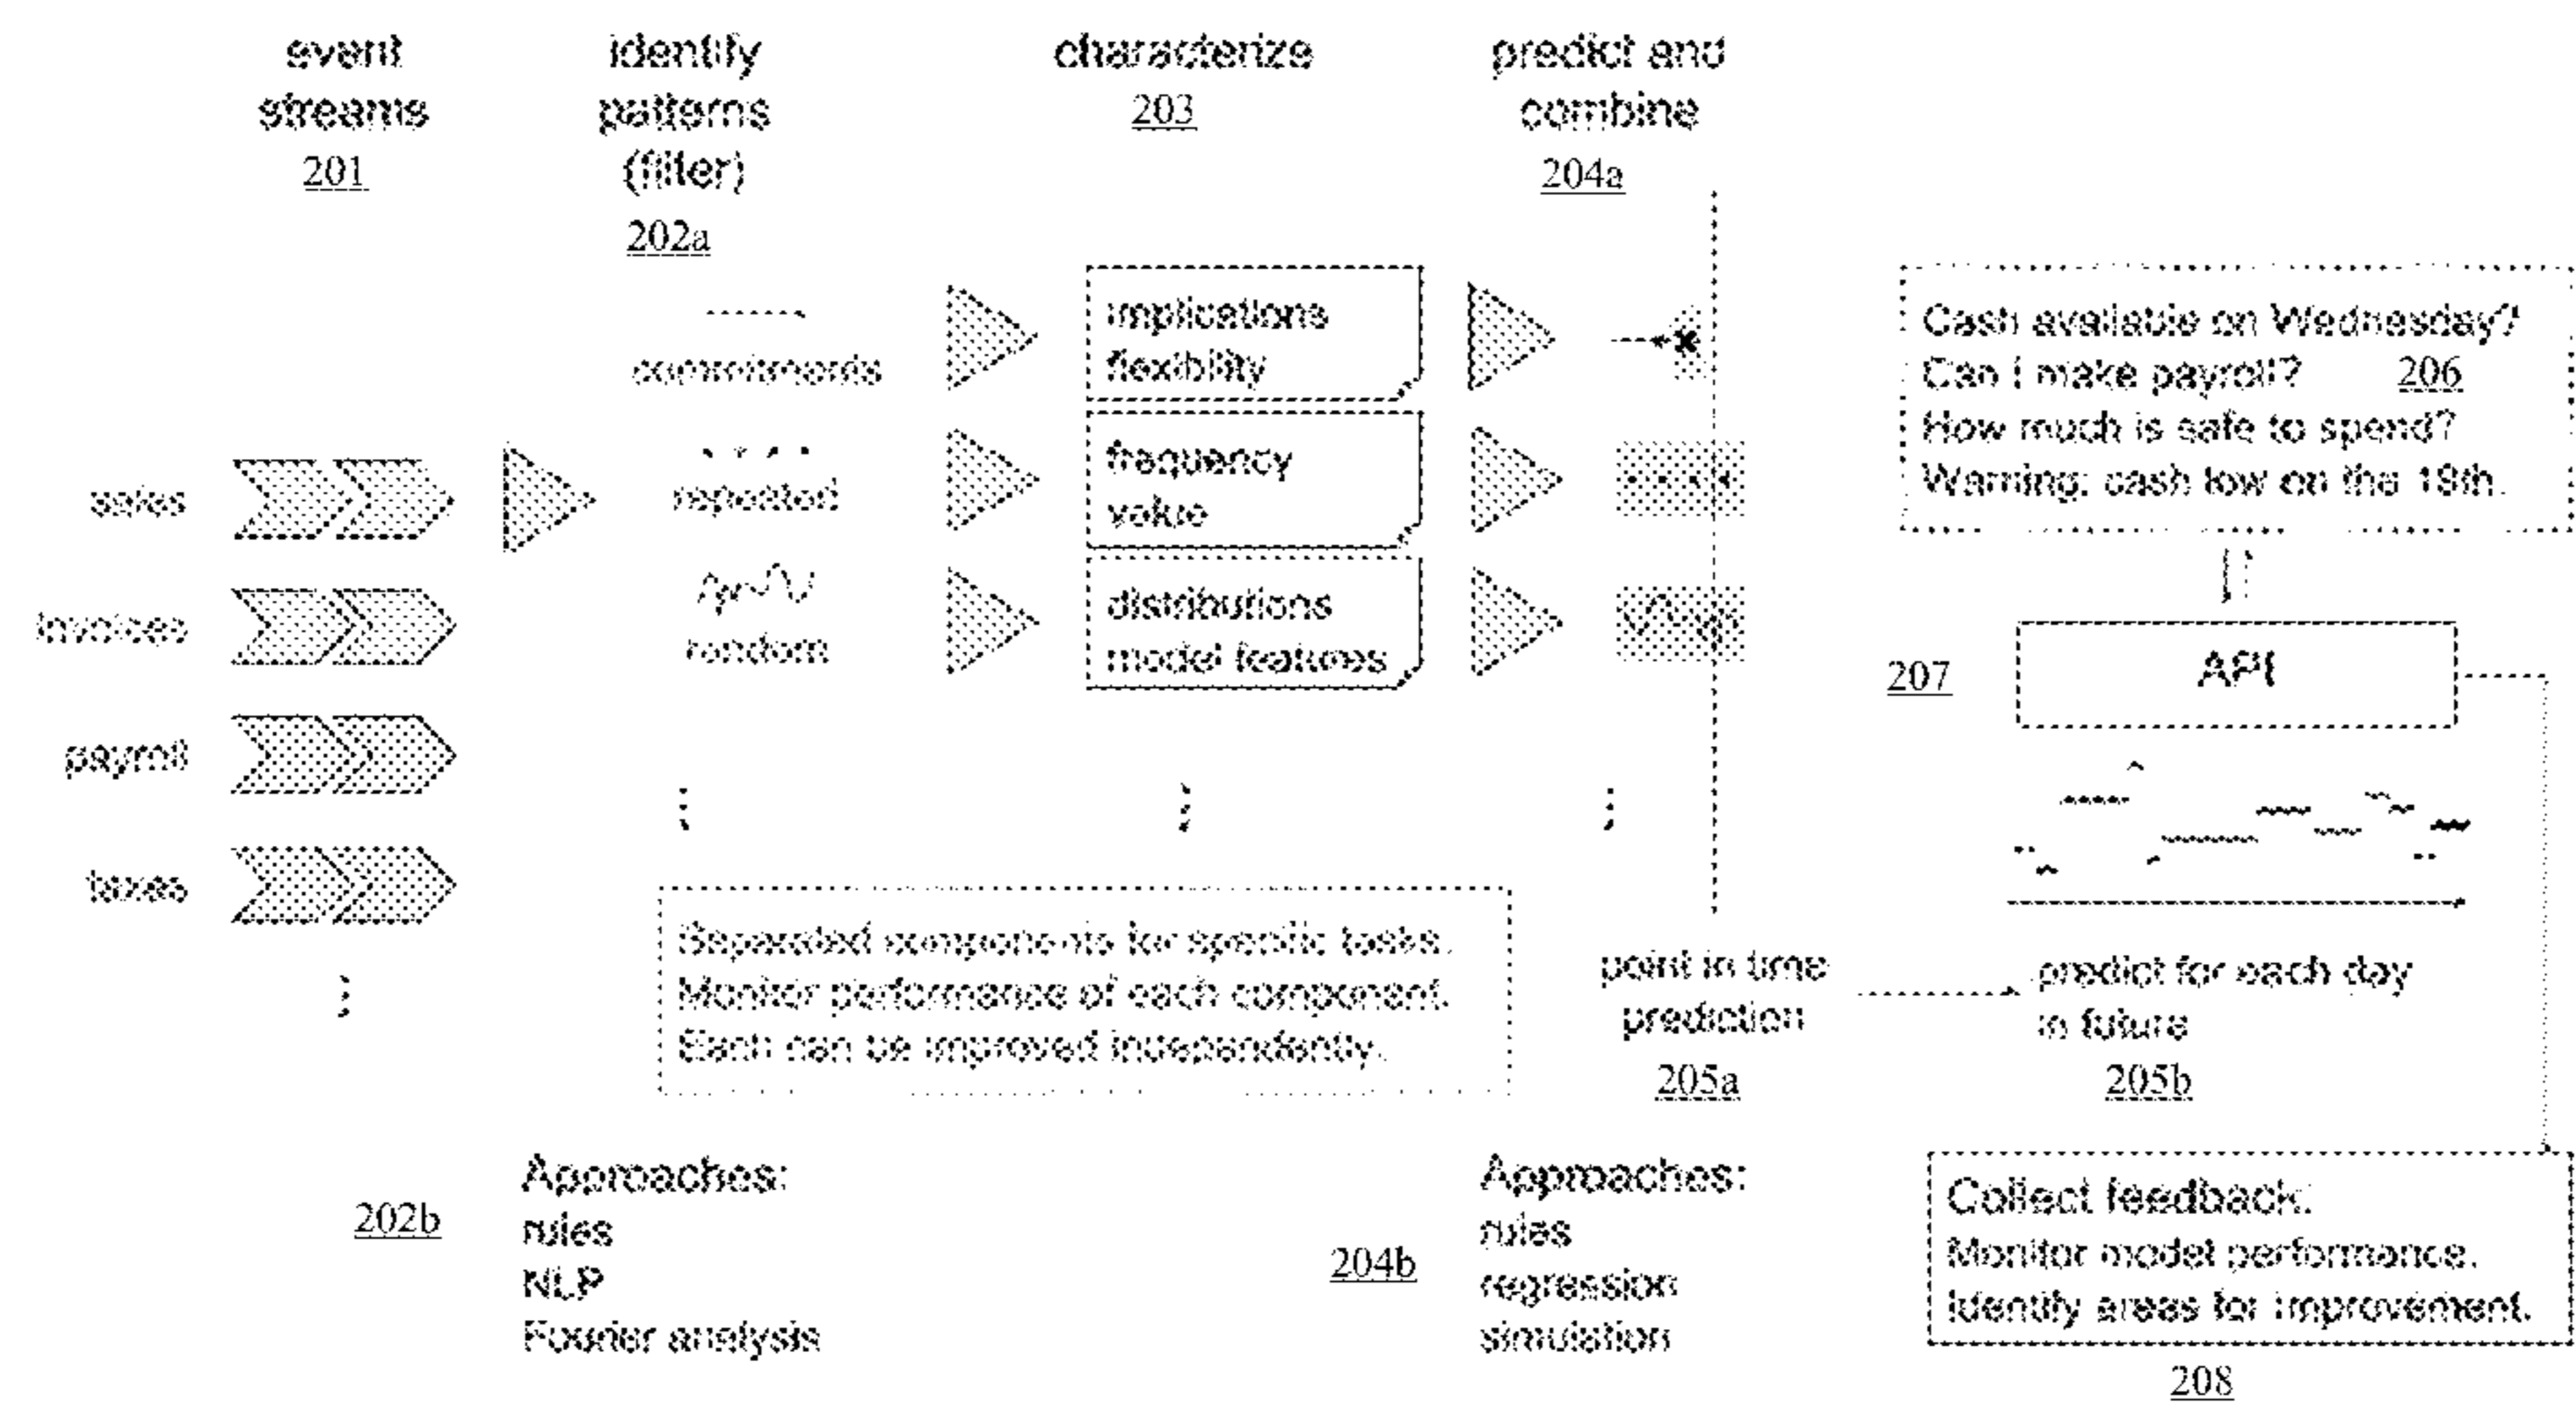 event
streams
201
identify
patterns
(filter)
202a
characterize
203
predict and
combine
204a
commitments
repeated
random
sales
invoices
payroll
taxes
implications
flexibility
frequency
value
distributions
model features
Cash available on Wednesday?
Can I make payroll? 206
How much is safe to spend?
Warning: cash low on the 19th.
207
API
Separated components for specific tasks.
Monitor performance of each component.
Each can be improved independently.
point in time
prediction
205a
predict for each day
in future
205b
202b
Approaches:
rules
NLP
Fourier analysis
204b
Approaches:
rules
regression
simulation
Collect feedback.
Monitor model performance.
Identify areas for improvement.
208